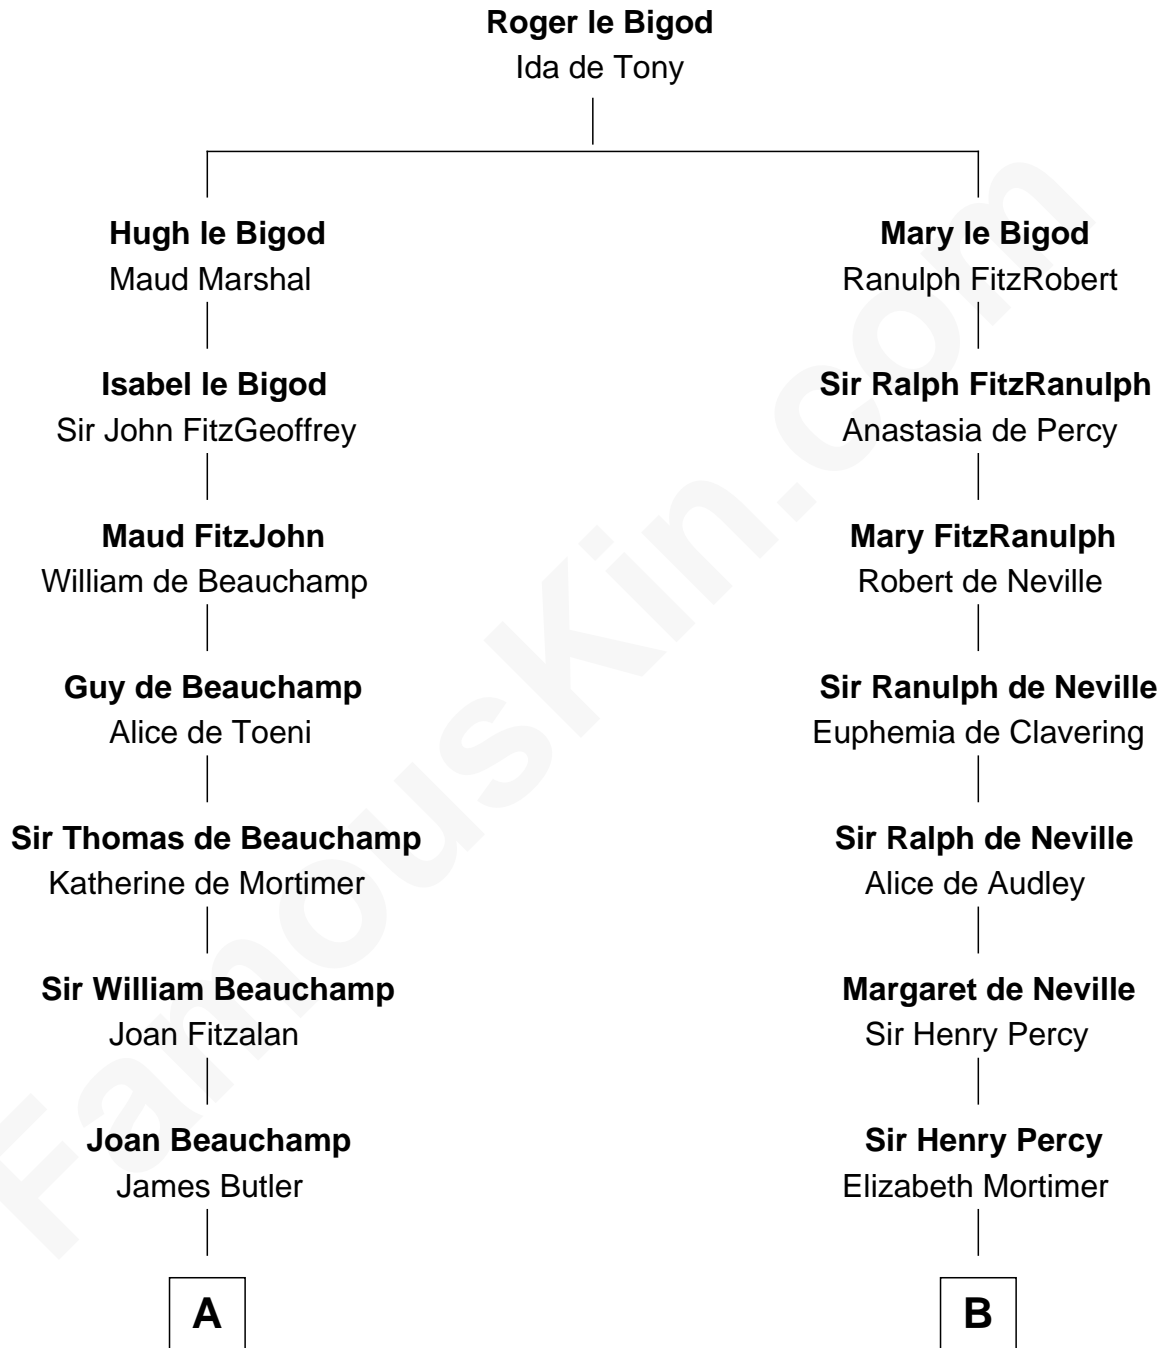 Roger le Bigod
Ida de Tony
Hugh le Bigod
Maud Marshal
Mary le Bigod
Ranulph FitzRobert
Isabel le Bigod
Sir John FitzGeoffrey
Sir Ralph FitzRanulph
Anastasia de Percy
Maud FitzJohn
William de Beauchamp
Mary FitzRanulph
Robert de Neville
Guy de Beauchamp
Alice de Toeni
Sir Ranulph de Neville
Euphemia de Clavering
Sir Thomas de Beauchamp
Katherine de Mortimer
Sir Ralph de Neville
Alice de Audley
Sir William Beauchamp
Joan Fitzalan
Margaret de Neville
Sir Henry Percy
Joan Beauchamp
James Butler
Sir Henry Percy
Elizabeth Mortimer
A
B
FamousKin.com